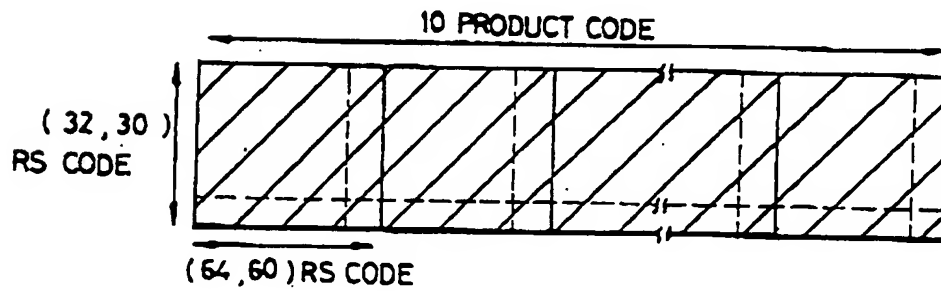 10 PRODUCT CODE
( 32,30 )
RS CODE
(64,60) RS CODE